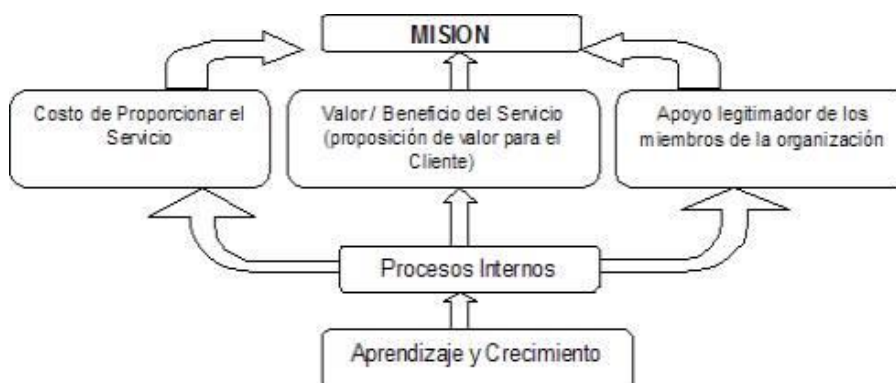 MISION
Costo de Proporcionar el
Servicio
Valor / Beneficio del Servicio
(proposición de valor para el
Cliente)
Apoyo legitimador de los
miembros de la organización
Procesos Internos
Aprendizaje y Crecimiento